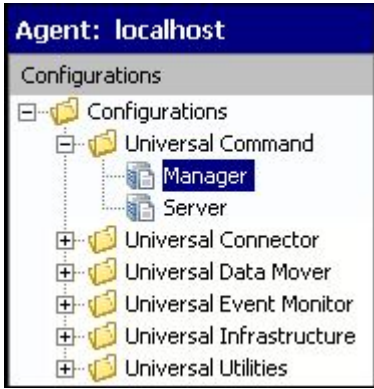 Agent: localhost
Configurations
Configurations
Universal Command
Manager
Server
Universal Connector
Universal Data Mover
Universal Event Monitor
Universal Infrastructure
Universal Utilities